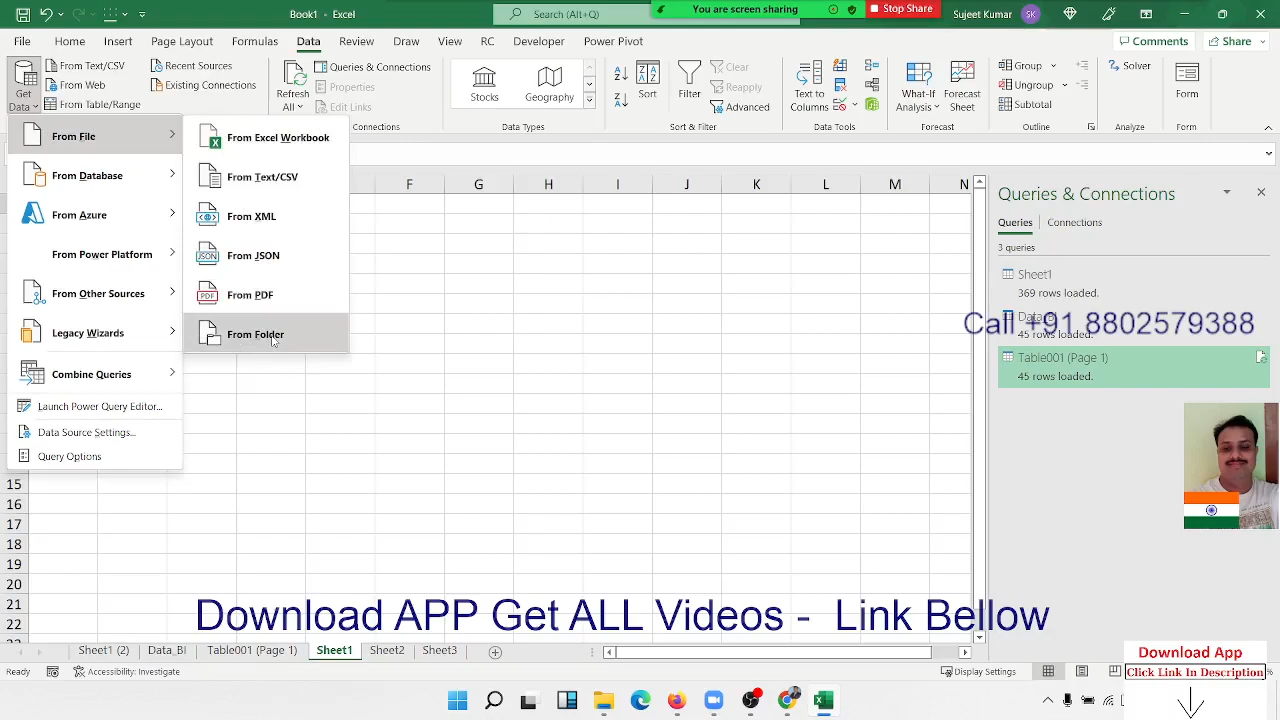 Book1 - Excel
Search (Alt+Q)
You are screen sharing
Stop Share
Sujeet Kumar
SK
File
Home
Insert
Page Layout
Formulas
Data
Review
Draw
View
RC
Developer
Help
Power Pivot
Comments
Share
Get
Data
From Text/CSV
From Web
From Table/Range
Recent Sources
Existing Connections
Refresh
All
Queries & Connections
Properties
Edit Links
Connections
Stocks
Geography
Data Types
Sort
Filter
Clear
Reapply
Advanced
Sort & Filter
Text to
Columns
Data Tools
What-If
Analysis
Forecast
Sheet
Forecast
Group
Ungroup
Subtotal
Outline
Solver
Analyze
Form
Form
From File
From Database
From Azure
From Power Platform
From Other Sources
Legacy Wizards
Combine Queries
Launch Power Query Editor...
Data Source Settings...
Query Options
From Excel Workbook
From Text/CSV
From XML
From JSON
JSON
From PDF
PDF
From Folder
F G H I J K L M N
15
16
17
18
19
20
21
22
Queries & Connections
Queries
Connections
3 queries
Sheet1
369 rows loaded.
45 rows loaded.
Call +91 8802579388
Table001 (Page 1)
45 rows loaded.
Download APP Get ALL Videos - Link Bellow
Sheet1 (2)
Data_BI
Table001 (Page 1)
Sheet1
Sheet2
Sheet3
Ready
Accessibility: Investigate
Display Settings
Download App
Click Link In Description